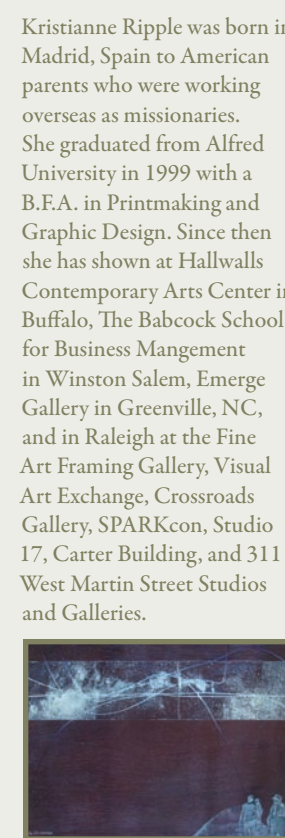 Kristianne Ripple was born in
Madrid, Spain to American
parents who were working
overseas as missionaries.
She graduated from Alfred
University in 1999 with a
B.F.A. in Printmaking and
Graphic Design. Since then
she has shown at Hallwalls
Contemporary Arts Center in
Buffalo, The Babcock School
for Business Mangement
in Winston Salem, Emerge
Gallery in Greenville, NC,
and in Raleigh at the Fine
Art Framing Gallery, Visual
Art Exchange, Crossroads
Gallery, SPARKcon, Studio
17, Carter Building, and 311
West Martin Street Studios
and Galleries.